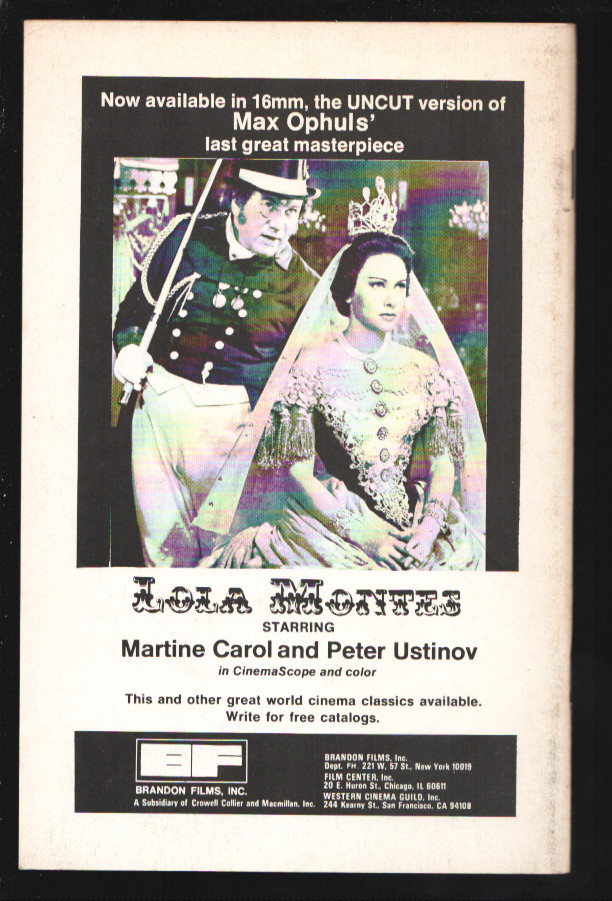 Now available in 16mm, the UNCUT version of
Max Ophuls'
last great masterpiece
LOLA MONTES
STARRING
Martine Carol and Peter Ustinov
in CinemaScope and color
This and other great world cinema classics available.
Write for free catalogs.
BF
BRANDON FILMS, INC.
A Subsidiary of Crowell Collier and Macmillan, Inc.
BRANDON FILMS, Inc.
Dept. FH. 221 W. 57 St., New York 10019
FILM CENTER, Inc.
20 E. Huron St., Chicago, IL 60611
WESTERN CINEMA GUILD, Inc.
244 Kearny St., San Francisco, CA 94108